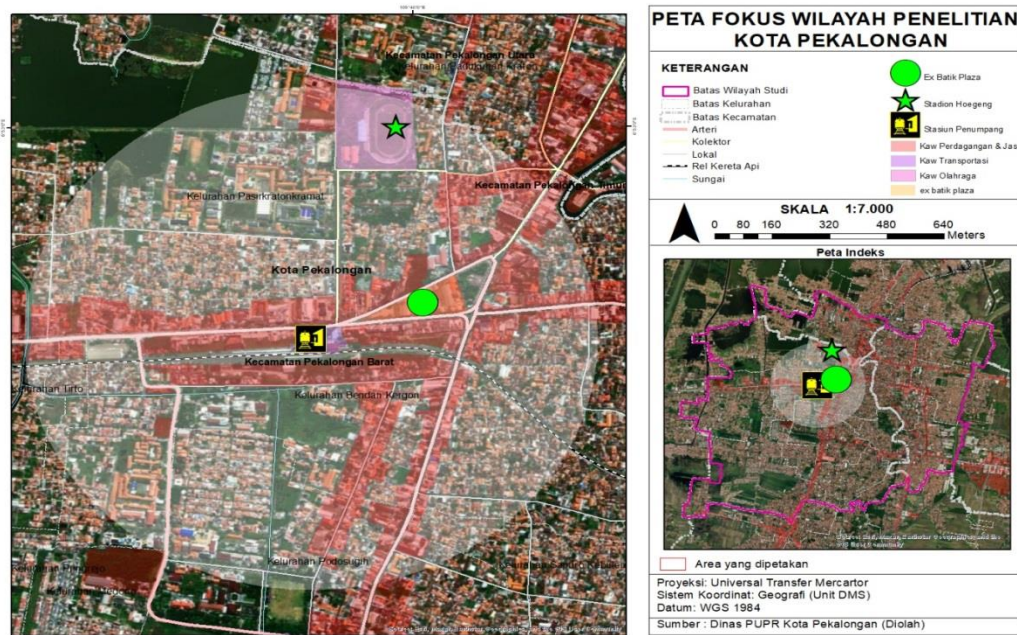 Kecamatan Pekalongan Utara
Kelurahan Pasirkratonkramat
Kota Pekalongan
Kecamatan Pekalongan Barat
Kelurahan Tirto
Kelurahan Bendan Kergon
Kelurahan Podosugih
PETA FOKUS WILAYAH PENELITIAN
KOTA PEKALONGAN
KETERANGAN
Batas Wilayah Studi
Batas Kelurahan
Batas Kecamatan
Arteri
Kolektor
Lokal
Rel Kereta Api
Sungai
Ex Batik Plaza
Stadion Hoegeng
Stasiun Penumpang
Kaw Perdagangan & Jas
Kaw Transportasi
Kaw Olahraga
ex batik plaza
SKALA 1:7.000
0 80 160 320 480 640
Meters
Peta Indeks
Area yang dipetakan
Proyeksi: Universal Transfer Mercartor
Sistem Koordinat: Geografi (Unit DMS)
Datum: WGS 1984
Sumber : Dinas PUPR Kota Pekalongan (Diolah)